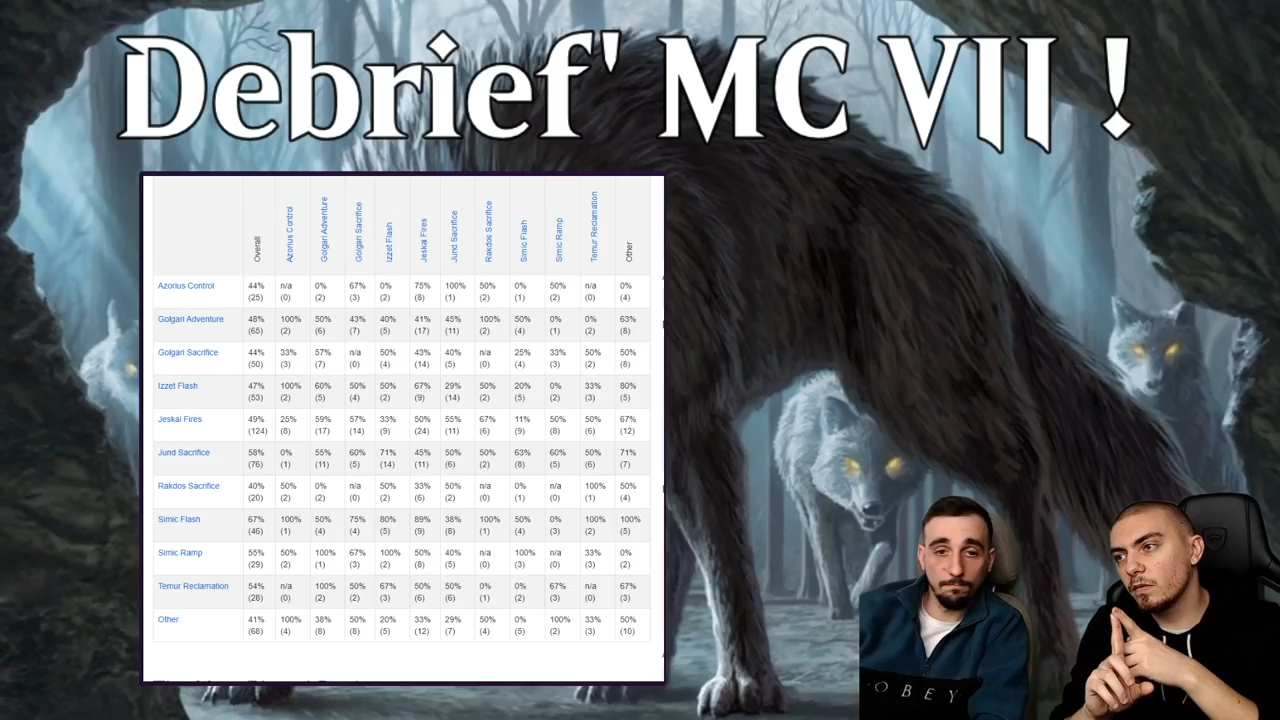 Debrief' MC VII !
Overall Azorius Control Golgari Adventure Golgari Sacrifice Izzet Flash Jeskai Fires Jund Sacrifice Rakdos Sacrifice Simic Flash Simic Ramp Temur Reclamation Other
Azorius Control 44% n/a 0% 67% 0% 75% 100% 50% 0% 50% n/a 0%
(25) (0) (2) (3) (2) (8) (1) (2) (1) (2) (0) (4)
Golgari Adventure 48% 100% 50% 43% 40% 41% 45% 100% 50% 0% 0% 63%
(65) (2) (6) (7) (5) (17) (11) (2) (4) (1) (2) (8)
Golgari Sacrifice 44% 33% 57% n/a 50% 43% 40% n/a 25% 33% 50% 50%
(50) (3) (7) (0) (4) (14) (5) (0) (4) (3) (2) (8)
Izzet Flash 47% 100% 60% 50% 50% 67% 29% 50% 20% 0% 33% 80%
(53) (2) (5) (4) (2) (9) (14) (2) (5) (2) (3) (5)
Jeskai Fires 49% 25% 59% 57% 33% 50% 55% 67% 11% 50% 50% 67%
(124) (8) (17) (14) (9) (24) (11) (6) (9) (8) (6) (12)
Jund Sacrifice 58% 0% 55% 60% 71% 45% 50% 50% 63% 60% 50% 71%
(76) (1) (11) (5) (14) (11) (6) (2) (8) (5) (6) (7)
Rakdos Sacrifice 40% 50% 0% n/a 50% 33% 50% n/a 0% n/a 100% 50%
(20) (2) (2) (0) (2) (6) (2) (0) (1) (0) (1) (4)
Simic Flash 67% 100% 50% 75% 80% 89% 38% 100% 50% 0% 100% 100%
(46) (1) (4) (4) (5) (9) (8) (1) (4) (3) (2) (5)
Simic Ramp 55% 50% 100% 67% 100% 50% 40% n/a 100% n/a 33% 0%
(29) (2) (1) (3) (2) (8) (5) (0) (3) (0) (3) (2)
Temur Reclamation 54% n/a 100% 50% 67% 50% 50% 0% 0% 67% n/a 67%
(28) (0) (2) (2) (3) (6) (6) (1) (2) (3) (0) (3)
Other 41% 100% 38% 50% 20% 33% 29% 50% 0% 100% 33% 50%
(68) (4) (8) (8) (5) (12) (7) (4) (5) (2) (3) (10)
OBEY